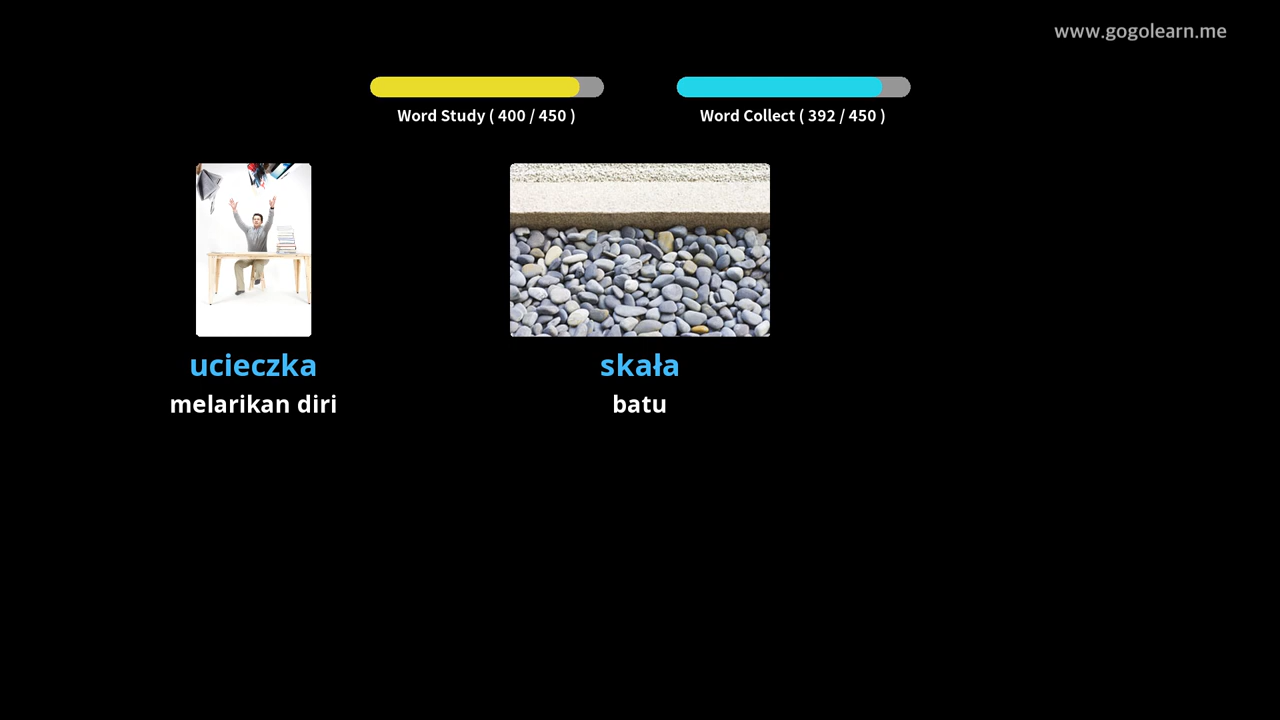 www.gogolearn.me
Word Study ( 400 / 450 )
Word Collect ( 392 / 450 )
ucieczka
melarikan diri
skała
batu